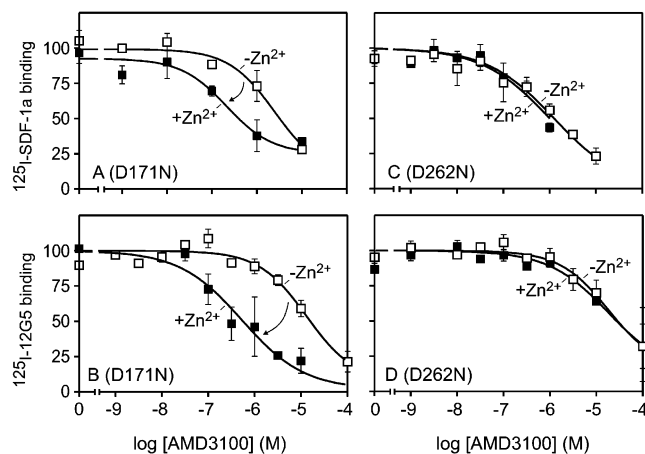 ¹²⁵I-SDF-1a binding
125
100
75
50
25
0
-Zn²⁺
+Zn²⁺
A (D171N)
-Zn²⁺
+Zn²⁺
C (D262N)
¹²⁵I-12G5 binding
125
100
75
50
25
0
-Zn²⁺
+Zn²⁺
B (D171N)
0 -9 -8 -7 -6 -5 -4
log [AMD3100] (M)
-Zn²⁺
+Zn²⁺
D (D262N)
0 -9 -8 -7 -6 -5 -4
log [AMD3100] (M)